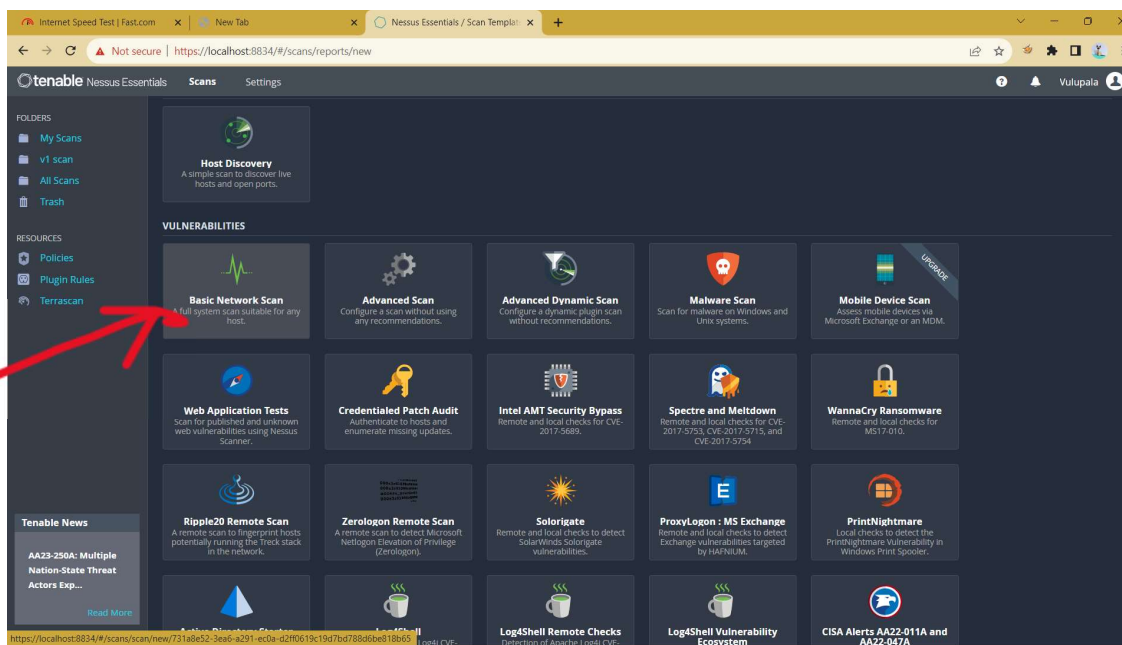 Internet Speed Test | Fast.com
New Tab
Nessus Essentials / Scan Templat
Not secure | https://localhost:8834/#/scans/reports/new
tenable Nessus Essentials Scans Settings Vulupala
FOLDERS
My Scans
v1 scan
All Scans
Trash
RESOURCES
Policies
Plugin Rules
Terrascan
Tenable News
AA23-250A: Multiple
Nation-State Threat
Actors Exp...
Read More
Host Discovery
A simple scan to discover live
hosts and open ports.
VULNERABILITIES
Basic Network Scan
A full system scan suitable for any
host.
Advanced Scan
Configure a scan without using
any recommendations.
Advanced Dynamic Scan
Configure a dynamic plugin scan
without recommendations.
Malware Scan
Scan for malware on Windows and
Unix systems.
UPGRADE
Mobile Device Scan
Assess mobile devices via
Microsoft Exchange or an MDM.
Web Application Tests
Scan for published and unknown
web vulnerabilities using Nessus
Scanner.
Credentialed Patch Audit
Authenticate to hosts and
enumerate missing updates.
Intel AMT Security Bypass
Remote and local checks for CVE-
2017-5689.
Spectre and Meltdown
Remote and local checks for CVE-
2017-5753, CVE-2017-5715, and
CVE-2017-5754
WannaCry Ransomware
Remote and local checks for
MS17-010.
Ripple20 Remote Scan
A remote scan to fingerprint hosts
potentially running the Treck stack
in the network.
Zerologon Remote Scan
A remote scan to detect Microsoft
Netlogon Elevation of Privilege
(Zerologon).
Solorigate
Remote and local checks to detect
SolarWinds Solorigate
vulnerabilities.
ProxyLogon : MS Exchange
Remote and local checks to detect
Exchange vulnerabilities targeted
by HAFNIUM.
PrintNightmare
Local checks to detect the
PrintNightmare Vulnerability in
Windows Print Spooler.
Active Directory Starter
Log4Shell
Log4j CVE-
Log4Shell Remote Checks
Detection of Apache Log4j CVE-
Log4Shell Vulnerability
Ecosystem
CISA Alerts AA22-011A and
AA22-047A
https://localhost:8834/#/scans/scan/new/731a8e52-3ea6-a291-ec0a-d2ff0619c19d7bd788d6be818b65